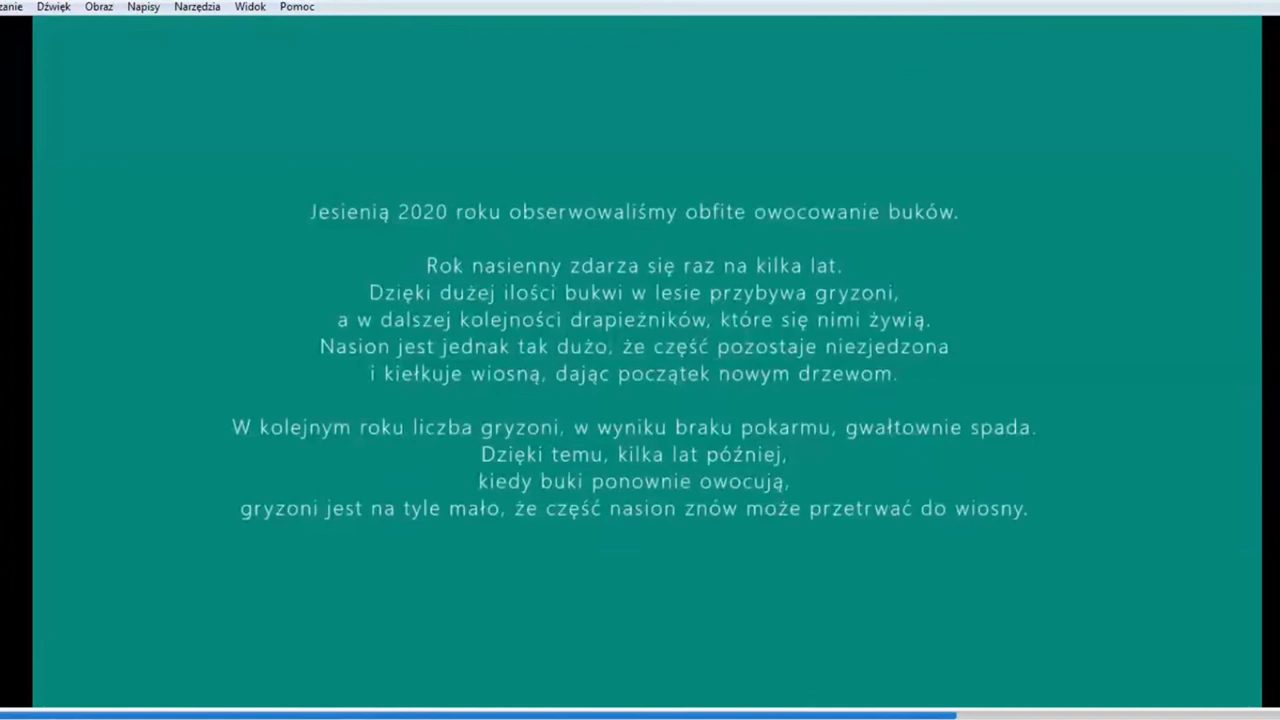 zanie Dźwięk Obraz Napisy Narzędzia Widok Pomoc
Jesienią 2020 roku obserwowaliśmy obfite owocowanie buków.
Rok nasienny zdarza się raz na kilka lat.
Dzięki dużej ilości bukwi w lesie przybywa gryzoni,
a w dalszej kolejności drapieżników, które się nimi żywią.
Nasion jest jednak tak dużo, że część pozostaje niezjedzona
i kiełkuje wiosną, dając początek nowym drzewom.
W kolejnym roku liczba gryzoni, w wyniku braku pokarmu, gwałtownie spada.
Dzięki temu, kilka lat później,
kiedy buki ponownie owocują,
gryzoni jest na tyle mało, że część nasion znów może przetrwać do wiosny.